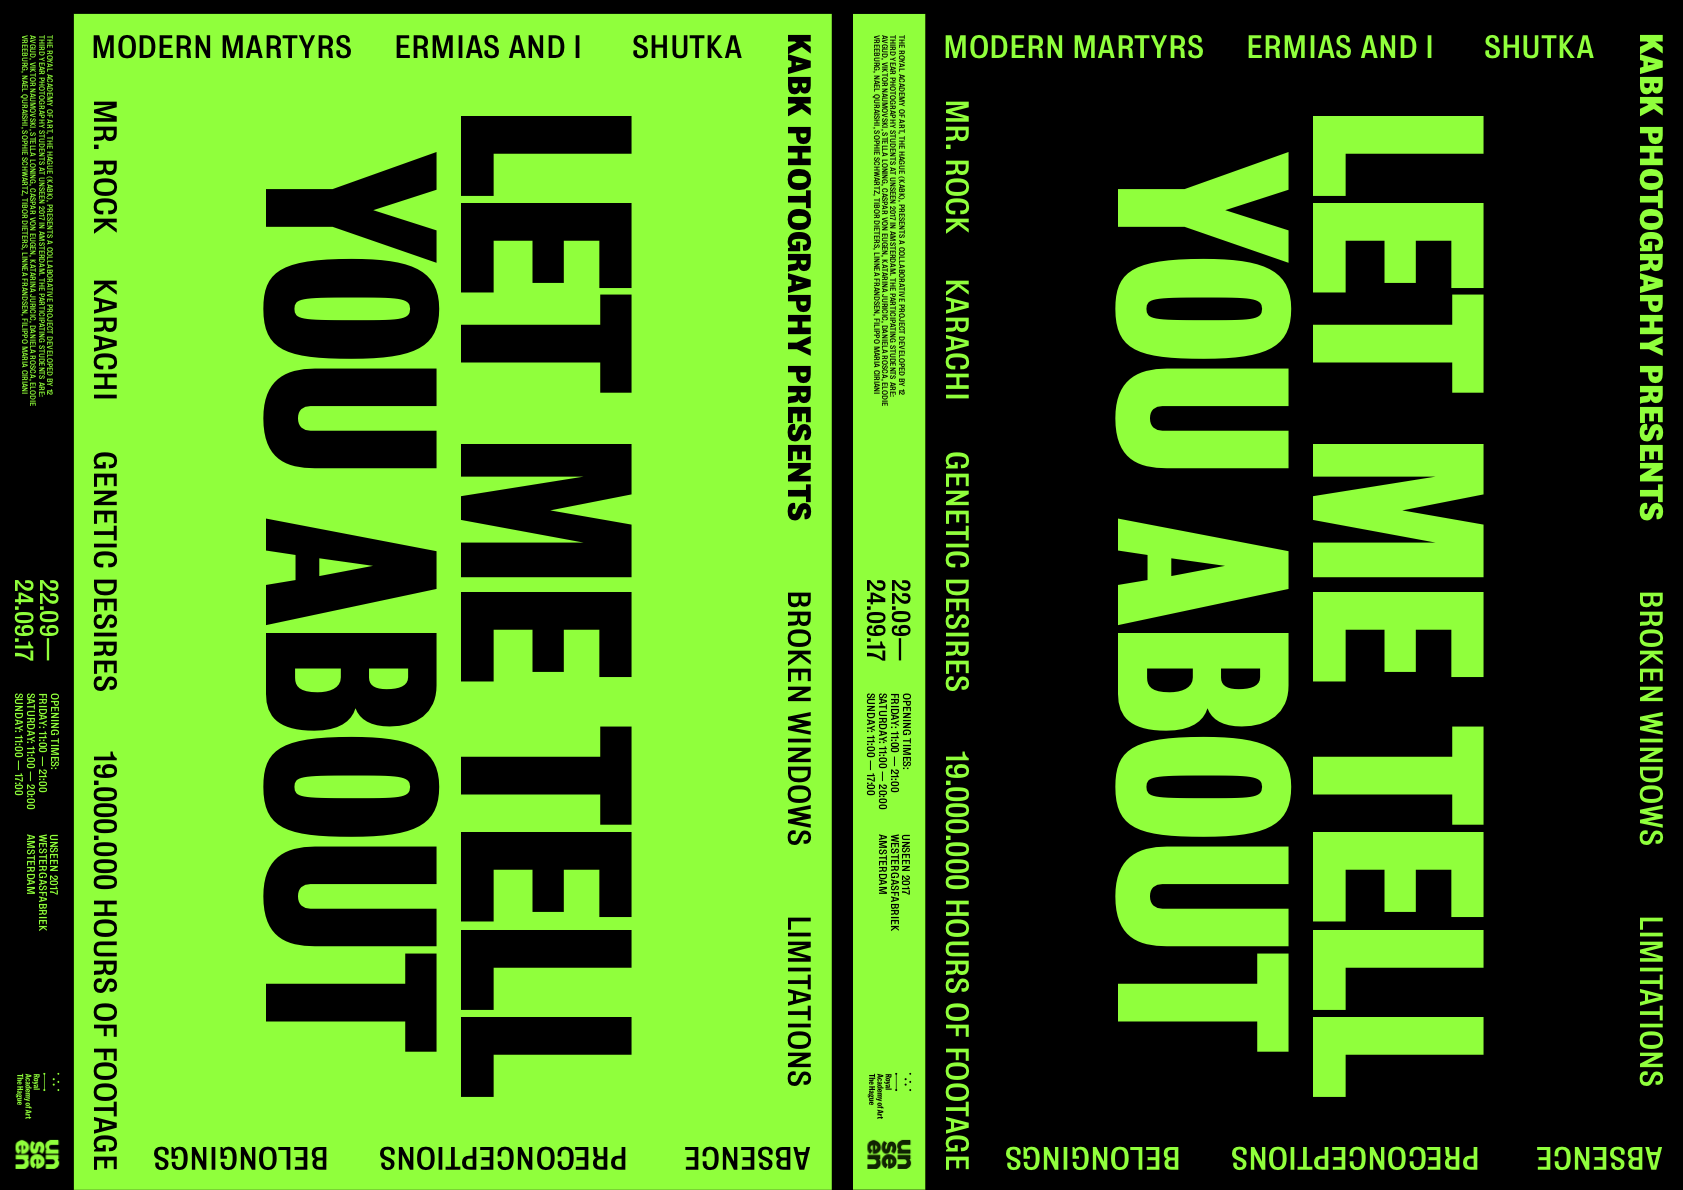 MODERN MARTYRS ERMIAS AND I SHUTKA
KABK PHOTOGRAPHY PRESENTS BROKEN WINDOWS LIMITATIONS
LET ME TELL
YOU ABOUT
MR. ROCK KARACHI GENETIC DESIRES 19.000.000 HOURS OF FOOTAGE
ABSENCE PRECONCEPTIONS BELONGINGS
THE ROYAL ACADEMY OF ART, THE HAGUE (KABK), PRESENTS A COLLABORATIVE PROJECT DEVELOPED BY 12
THIRD YEAR PHOTOGRAPHY STUDENTS AT UNSEEN 2017 IN AMSTERDAM. THE PARTICIPATING STUDENTS ARE:
AVGUD, VIKTOR NAUMOVSKI, STELLA LONING, CASPAR VON EUGEN, KATARINA JURICIC, DANIELA ROSCA, ELODIE
VREEBURG, NAEL QURAISHI, SOPHIE SCHWARTZ, TIBOR DIETERS, LINNEA FRANDSEN, FILIPPO MARIA CIRIANI
22.09—
24.09.17
OPENING TIMES:
FRIDAY: 11:00 — 21:00
SATURDAY: 11:00 — 20:00
SUNDAY: 11:00 — 17:00
UNSEEN 2017
WESTERGASFABRIEK
AMSTERDAM
Royal
Academy of Art
The Hague
un
se
en
MODERN MARTYRS ERMIAS AND I SHUTKA
KABK PHOTOGRAPHY PRESENTS BROKEN WINDOWS LIMITATIONS
LET ME TELL
YOU ABOUT
MR. ROCK KARACHI GENETIC DESIRES 19.000.000 HOURS OF FOOTAGE
ABSENCE PRECONCEPTIONS BELONGINGS
THE ROYAL ACADEMY OF ART, THE HAGUE (KABK), PRESENTS A COLLABORATIVE PROJECT DEVELOPED BY 12
THIRD YEAR PHOTOGRAPHY STUDENTS AT UNSEEN 2017 IN AMSTERDAM. THE PARTICIPATING STUDENTS ARE:
AVGUD, VIKTOR NAUMOVSKI, STELLA LONING, CASPAR VON EUGEN, KATARINA JURICIC, DANIELA ROSCA, ELODIE
VREEBURG, NAEL QURAISHI, SOPHIE SCHWARTZ, TIBOR DIETERS, LINNEA FRANDSEN, FILIPPO MARIA CIRIANI
22.09—
24.09.17
OPENING TIMES:
FRIDAY: 11:00 — 21:00
SATURDAY: 11:00 — 20:00
SUNDAY: 11:00 — 17:00
UNSEEN 2017
WESTERGASFABRIEK
AMSTERDAM
Royal
Academy of Art
The Hague
un
se
en